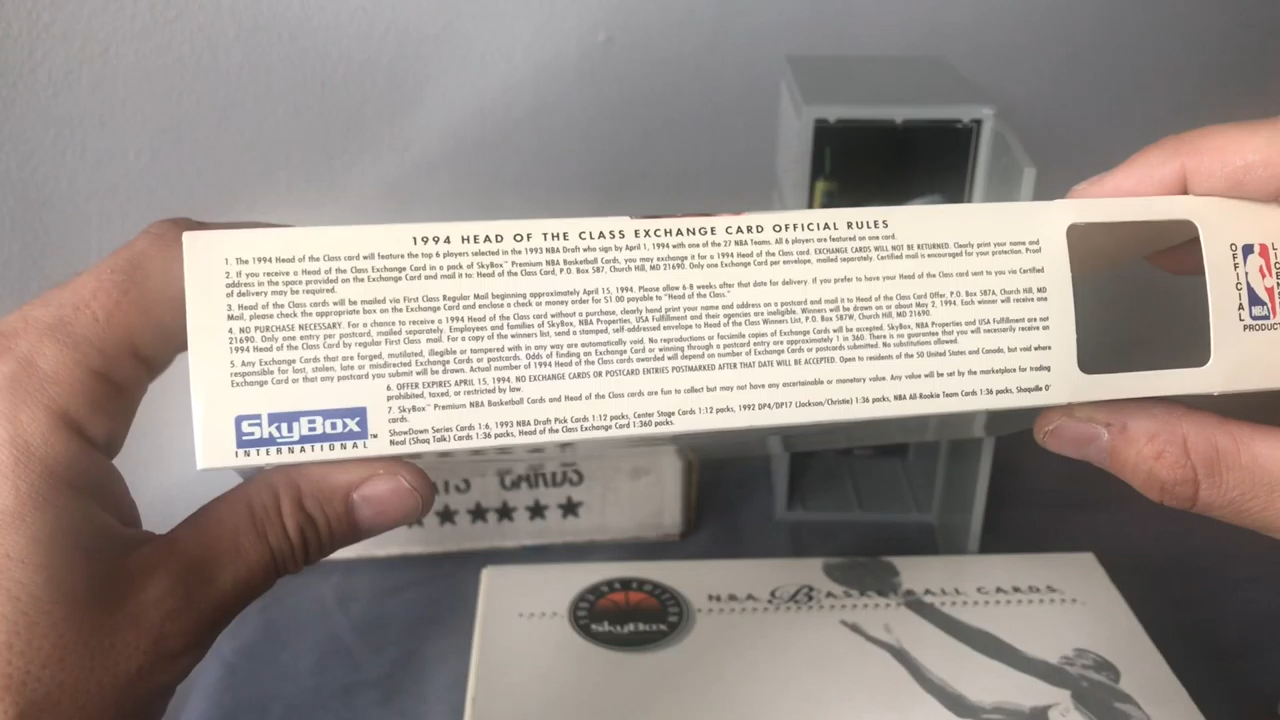 1994 HEAD OF THE CLASS EXCHANGE CARD OFFICIAL RULES
1. The 1994 Head of the Class card will feature the top 6 players selected in the 1993 NBA Draft who sign by April 1, 1994 with one of the 27 NBA Teams. All 6 players are featured on one card.
2. If you receive a Head of the Class Exchange Card in a pack of SkyBox™ Premium NBA Basketball Cards, you may exchange it for a 1994 Head of the Class card. EXCHANGE CARDS WILL NOT BE RETURNED. Clearly print your name and
address in the space provided on the Exchange Card and mail it to: Head of the Class Card, P.O. Box 587, Church Hill, MD 21690. Only one Exchange Card per envelope, mailed separately. Certified mail is encouraged for your protection. Proof
of delivery may be required.
3. Head of the Class cards will be mailed via First Class Regular Mail beginning approximately April 15, 1994. Please allow 6-8 weeks after that date for delivery. If you prefer to have your Head of the Class card sent to you via Certified
Mail, please check the appropriate box on the Exchange Card and enclose a check or money order for $1.00 payable to "Head of the Class."
4. NO PURCHASE NECESSARY. For a chance to receive a 1994 Head of the Class card without a purchase, clearly hand print your name and address on a postcard and mail it to Head of the Class Card Offer, P.O. Box 587A, Church Hill, MD
21690. Only one entry per postcard, mailed separately. Employees and families of SkyBox, NBA Properties, USA Fulfillment and their agencies are ineligible. Winners will be drawn on or about May 2, 1994. Each winner will receive one
1994 Head of the Class Card by regular First Class mail. For a copy of the winners list, send a stamped, self-addressed envelope to Head of the Class Winners List, P.O. Box 587W, Church Hill, MD 21690.
5. Any Exchange Cards that are forged, mutilated, illegible or tampered with in any way are automatically void. No reproductions or facsimile copies of Exchange Cards will be accepted. SkyBox, NBA Properties and USA Fulfillment are not
responsible for lost, stolen, late or misdirected Exchange Cards or postcards. Odds of finding an Exchange Card or winning through a postcard entry are approximately 1 in 360. There is no guarantee that you will necessarily receive an
Exchange Card or that any postcard you submit will be drawn. Actual number of 1994 Head of the Class cards awarded will depend on number of Exchange Cards or postcards submitted. No substitutions allowed.
6. OFFER EXPIRES APRIL 15, 1994. NO EXCHANGE CARDS OR POSTCARD ENTRIES POSTMARKED AFTER THAT DATE WILL BE ACCEPTED. Open to residents of the 50 United States and Canada, but void where
prohibited, taxed, or restricted by law.
7. SkyBox™ Premium NBA Basketball Cards and Head of the Class cards are fun to collect but may not have any ascertainable or monetary value. Any value will be set by the marketplace for trading
cards.
ShowDown Series Cards 1:6, 1993 NBA Draft Pick Cards 1:12 packs, Center Stage Cards 1:12 packs, 1992 DP4/DP17 (Jackson/Christie) 1:36 packs, NBA All-Rookie Team Cards 1:36 packs, Shaquille O'
Neal (Shaq Talk) Cards 1:36 packs, Head of the Class Exchange Card 1:360 packs.
SkyBox™
INTERNATIONAL
OFFICIAL
NBA
PRODUCT
CARDS
1993-94 EDITION
SkyBox
NBA BASKETBALL CARDS